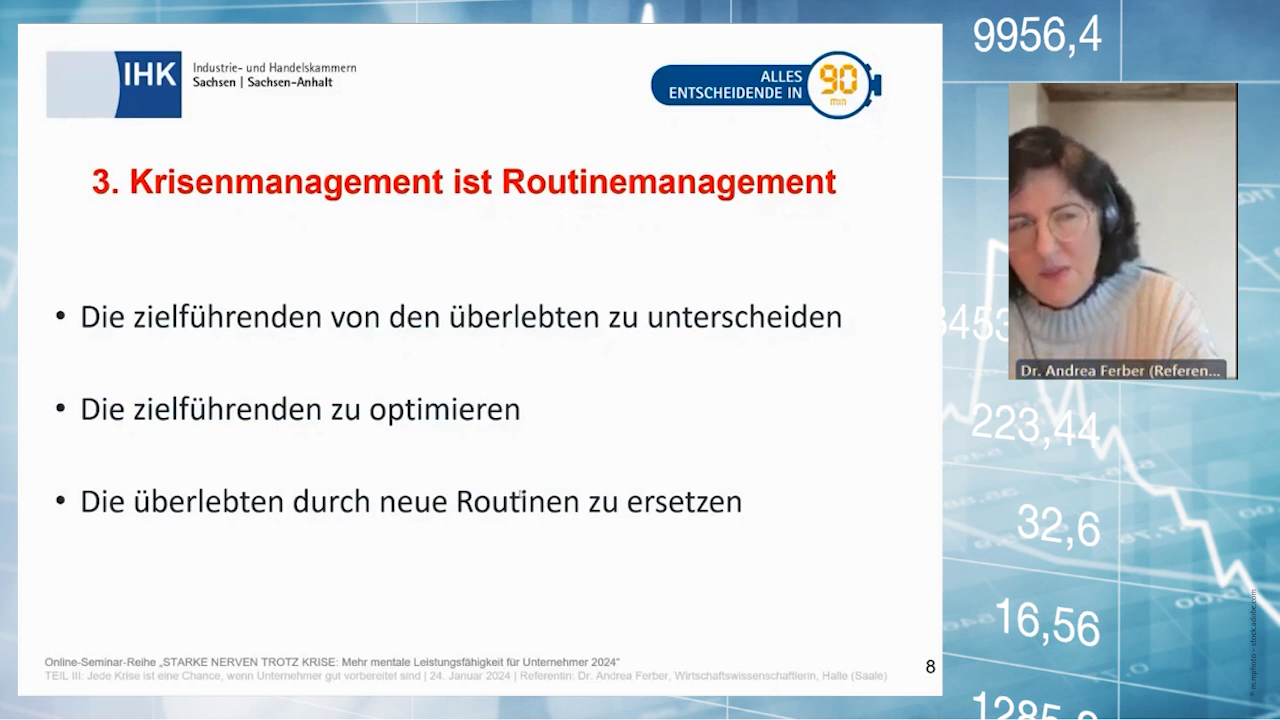 IHK
Industrie- und Handelskammern
Sachsen | Sachsen-Anhalt
ALLES
ENTSCHEIDENDE IN
90
min
3. Krisenmanagement ist Routinemanagement
• Die zielführenden von den überlebten zu unterscheiden
• Die zielführenden zu optimieren
• Die überlebten durch neue Routinen zu ersetzen
Online-Seminar-Reihe „STARKE NERVEN TROTZ KRISE: Mehr mentale Leistungsfähigkeit für Unternehmer 2024“
TEIL III: Jede Krise ist eine Chance, wenn Unternehmer gut vorbereitet sind | 24. Januar 2024 | Referentin: Dr. Andrea Ferber, Wirtschaftswissenschaftlerin, Halle (Saale)
8
9956,4
Dr. Andrea Ferber (Referen...
223,44
32,6
16,56